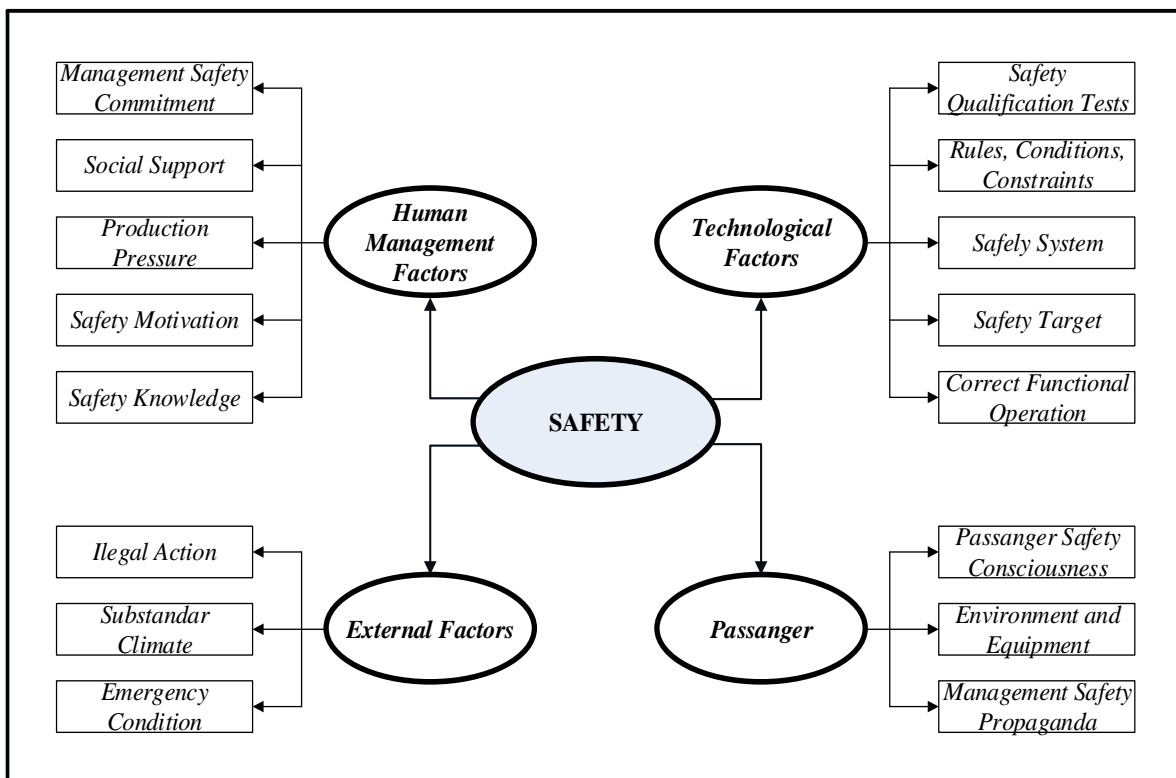 Management Safety
Commitment
Social Support
Production
Pressure
Safety Motivation
Safety Knowledge
Human
Management
Factors
Safety
Qualification Tests
Rules, Conditions,
Constraints
Safely System
Safety Target
Correct Functional
Operation
Technological
Factors
SAFETY
Ilegal Action
Substandar
Climate
Emergency
Condition
External Factors
Passanger
Passanger Safety
Consciousness
Environment and
Equipment
Management Safety
Propaganda